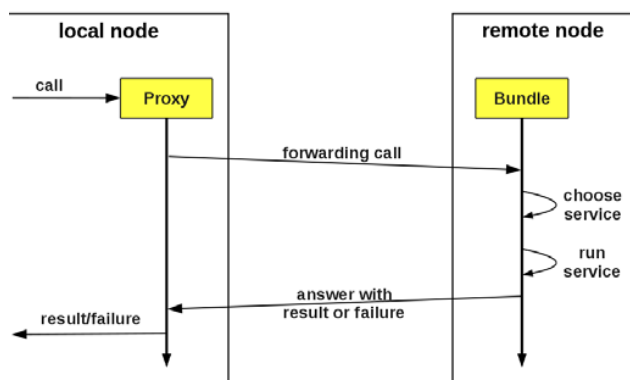 local node
remote node
call
Proxy
Bundle
forwarding call
choose
service
run
service
answer with
result or failure
result/failure